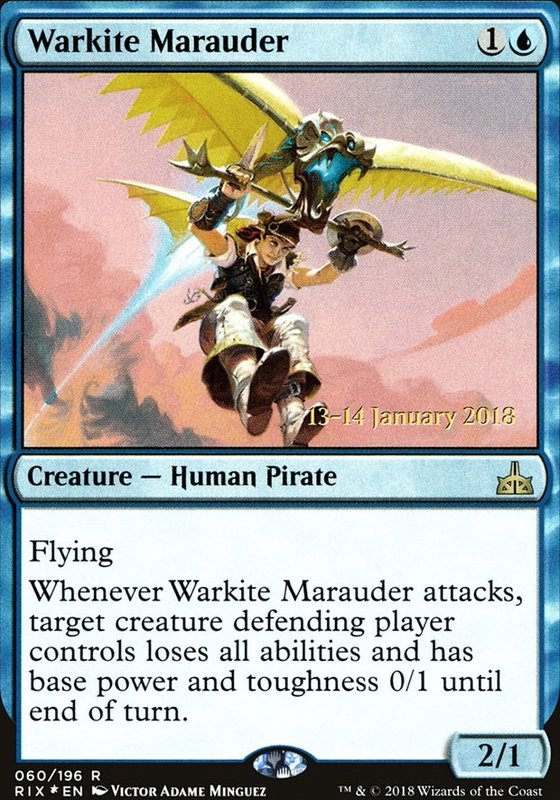 Warkite Marauder 1
13–14 January 2018
Creature — Human Pirate
Flying
Whenever Warkite Marauder attacks,
target creature defending player
controls loses all abilities and has
base power and toughness 0/1 until
end of turn.
2/1
060/196 R
RIX★EN Victor Adame Minguez
™ & © 2018 Wizards of the Coast